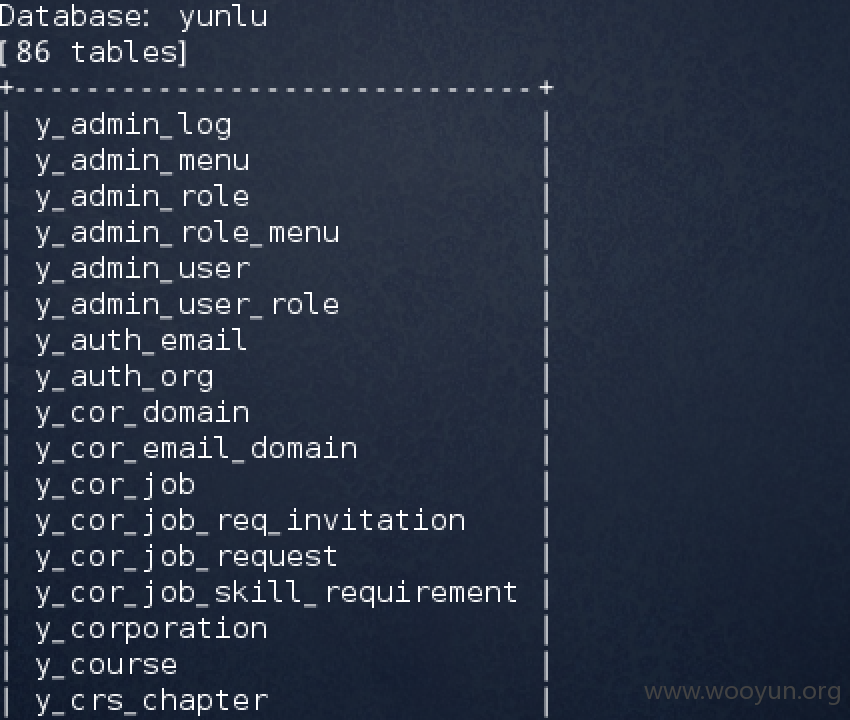 Database: yunlu
[86 tables]
+-----------------------------+
| y_admin_log |
| y_admin_menu |
| y_admin_role |
| y_admin_role_menu |
| y_admin_user |
| y_admin_user_role |
| y_auth_email |
| y_auth_org |
| y_cor_domain |
| y_cor_email_domain |
| y_cor_job |
| y_cor_job_req_invitation |
| y_cor_job_request |
| y_cor_job_skill_requirement |
| y_corporation |
| y_course |
| y_crs_chapter |
www.wooyun.org